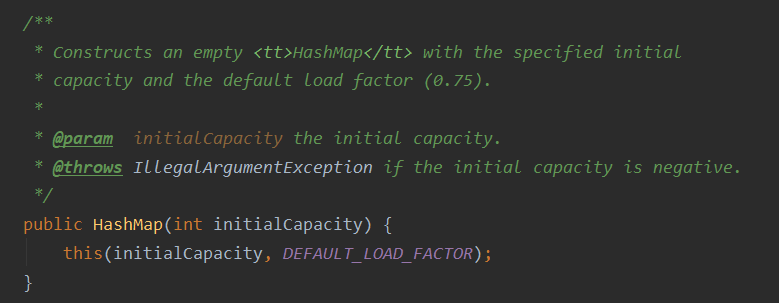 /**
 * Constructs an empty <tt>HashMap</tt> with the specified initial
 * capacity and the default load factor (0.75).
 *
 * @param  initialCapacity the initial capacity.
 * @throws IllegalArgumentException if the initial capacity is negative.
 */
public HashMap(int initialCapacity) {
    this(initialCapacity, DEFAULT_LOAD_FACTOR);
}